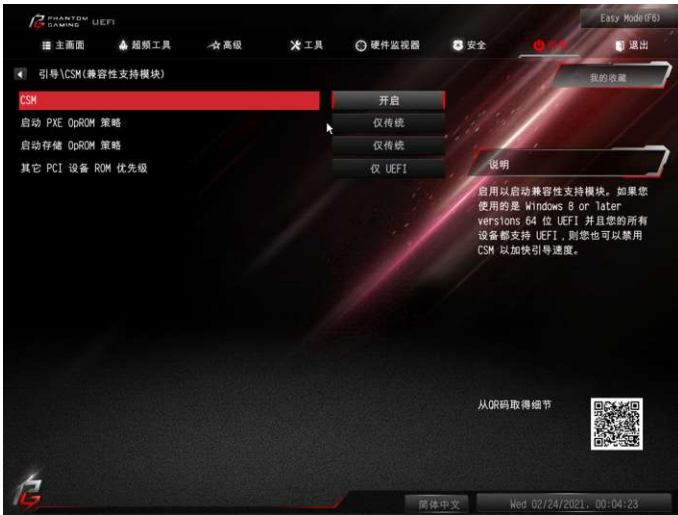 PHANTOM GAMING UEFI
Easy Mode(F6)
主画面
超频工具
高级
工具
硬件监视器
安全
退出
引导\CSM(兼容性支持模块)
我的收藏
CSM
开启
启动 PXE OpROM 策略
仅传统
启动存储 OpROM 策略
仅传统
其它 PCI 设备 ROM 优先级
仅 UEFI
说明
启用以启动兼容性支持模块。如果您
使用的是 Windows 8 or later
versions 64 位 UEFI 并且您的所有
设备都支持 UEFI，则您也可以禁用
CSM 以加快引导速度。
从QR码取得细节
简体中文
Wed 02/24/2021, 00:04:23